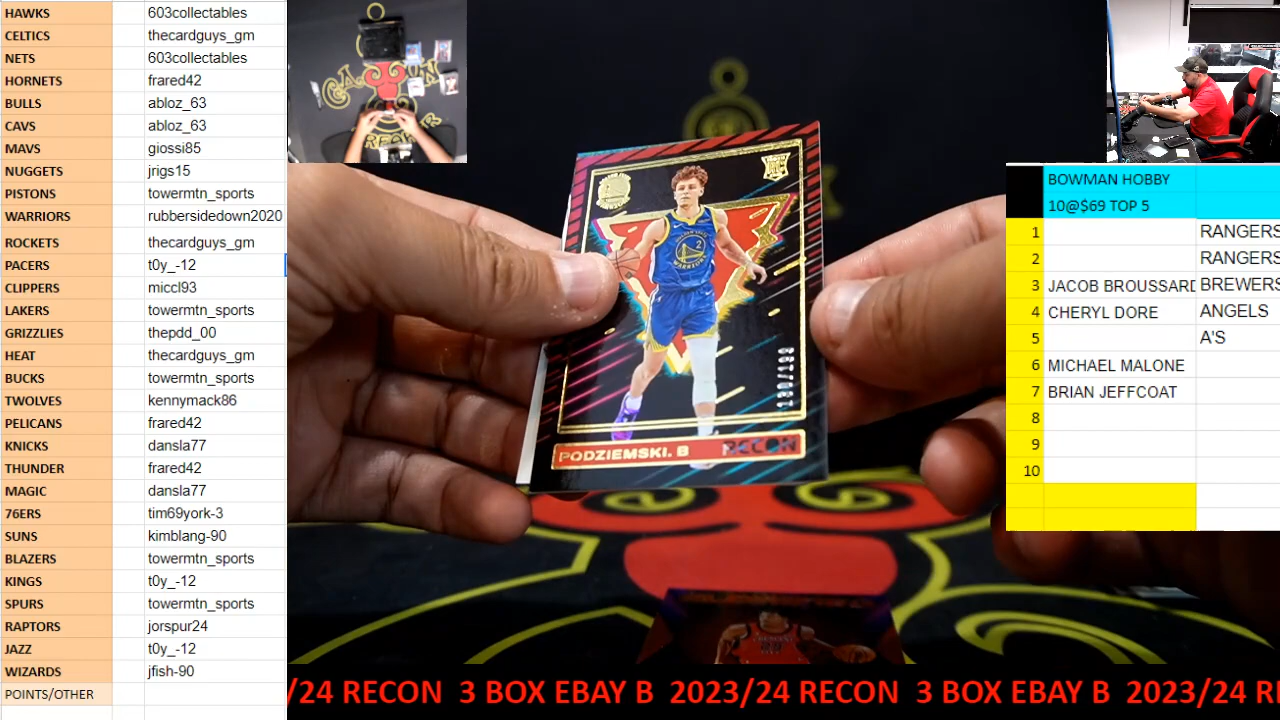 HAWKS 603collectables
CELTICS thecardguys_gm
NETS 603collectables
HORNETS frared42
BULLS abloz_63
CAVS abloz_63
MAVS giossi85
NUGGETS jrigs15
PISTONS towermtn_sports
WARRIORS rubbersidedown2020
ROCKETS thecardguys_gm
PACERS t0y_-12
CLIPPERS miccl93
LAKERS towermtn_sports
GRIZZLIES thepdd_00
HEAT thecardguys_gm
BUCKS towermtn_sports
TWOLVES kennymack86
PELICANS frared42
KNICKS dansla77
THUNDER frared42
MAGIC dansla77
76ERS tim69york-3
SUNS kimblang-90
BLAZERS towermtn_sports
KINGS t0y_-12
SPURS towermtn_sports
RAPTORS jorspur24
JAZZ t0y_-12
WIZARDS jfish-90
POINTS/OTHER
WARRIORS
2
PODZIEMSKI. B RECON
BOWMAN HOBBY
10@$69 TOP 5
1 RANGERS
2 RANGERS
3 JACOB BROUSSARD BREWERS
4 CHERYL DORE ANGELS
5 A'S
6 MICHAEL MALONE
7 BRIAN JEFFCOAT
8
9
10
/24 RECON 3 BOX EBAY B 2023/24 RECON 3 BOX EBAY B 2023/24 R